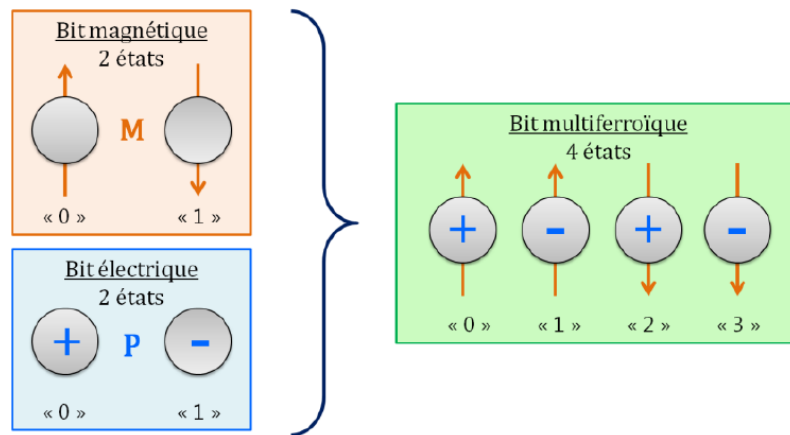 Bit magnétique
2 états
M
« 0 » « 1 »
Bit électrique
2 états
+ P -
« 0 » « 1 »
Bit multiferroïque
4 états
+ - + -
« 0 » « 1 » « 2 » « 3 »